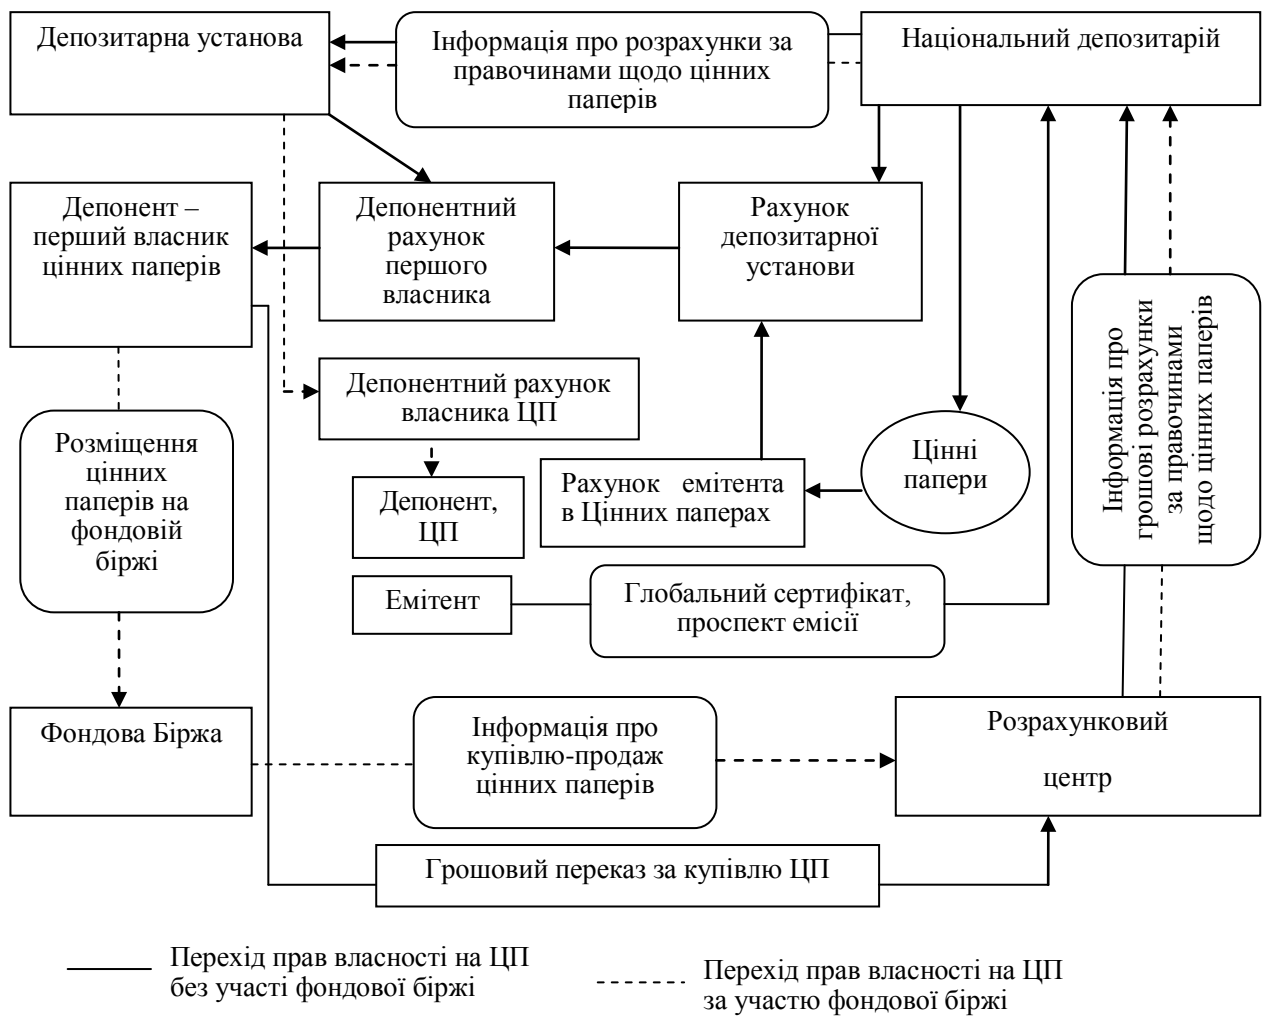 Депозитарна установа
Інформація про розрахунки за
правочинами щодо цінних
паперів
Національний депозитарій
Депонент –
перший власник
цінних паперів
Депонентний
рахунок
першого
власника
Рахунок
депозитарної
установи
Інформація про
грошові розрахунки
за правочинами
щодо цінних паперів
Депонентний рахунок
власника ЦП
Розміщення
цінних
паперів на
фондовій
біржі
Депонент,
ЦП
Рахунок емітента
в Цінних паперах
Цінні
папери
Емітент
Глобальний сертифікат,
проспект емісії
Фондова Біржа
Інформація про
купівлю-продаж
цінних паперів
Розрахунковий
центр
Грошовий переказ за купівлю ЦП
Перехід прав власності на ЦП
без участі фондової біржі
Перехід прав власності на ЦП
за участю фондової біржі